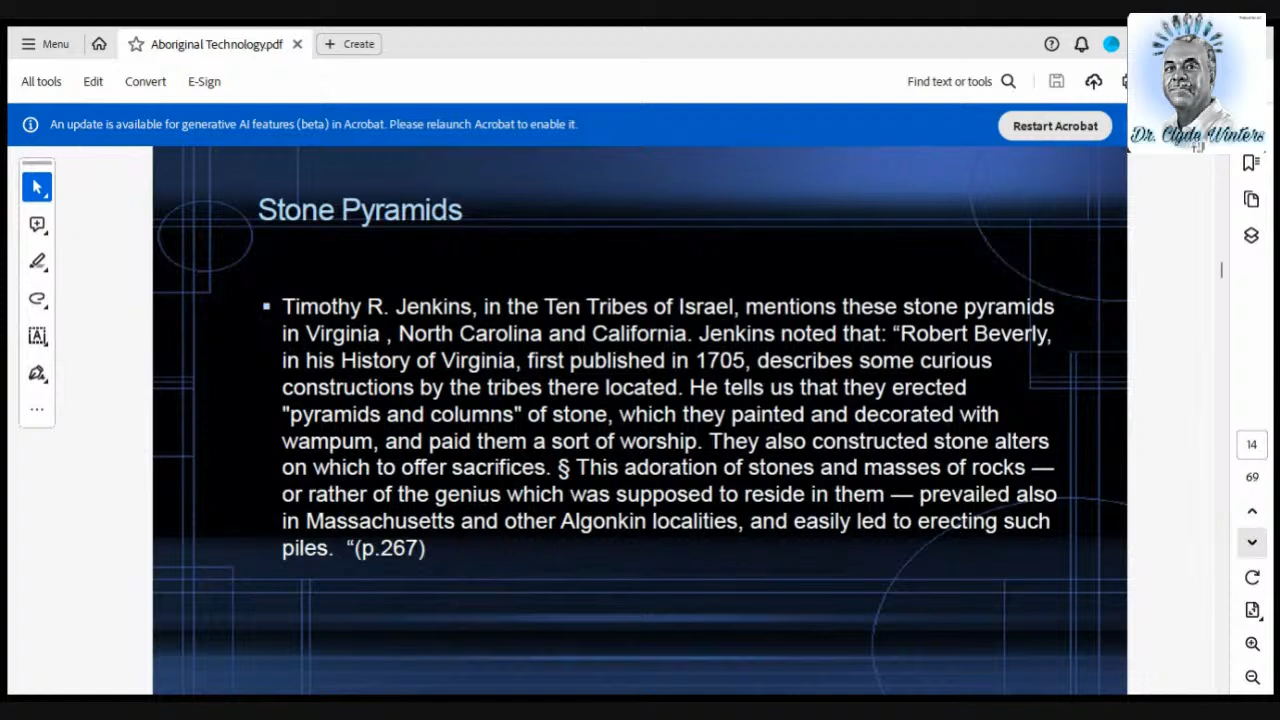 Menu
Aboriginal Technology.pdf
Create
All tools
Edit
Convert
E-Sign
Find text or tools
An update is available for generative AI features (beta) in Acrobat. Please relaunch Acrobat to enable it.
Restart Acrobat
Dr. Clyde Winters
Stone Pyramids
Timothy R. Jenkins, in the Ten Tribes of Israel, mentions these stone pyramids
in Virginia , North Carolina and California. Jenkins noted that: “Robert Beverly,
in his History of Virginia, first published in 1705, describes some curious
constructions by the tribes there located. He tells us that they erected
"pyramids and columns" of stone, which they painted and decorated with
wampum, and paid them a sort of worship. They also constructed stone alters
on which to offer sacrifices. § This adoration of stones and masses of rocks —
or rather of the genius which was supposed to reside in them — prevailed also
in Massachusetts and other Algonkin localities, and easily led to erecting such
piles. “(p.267)
14
69